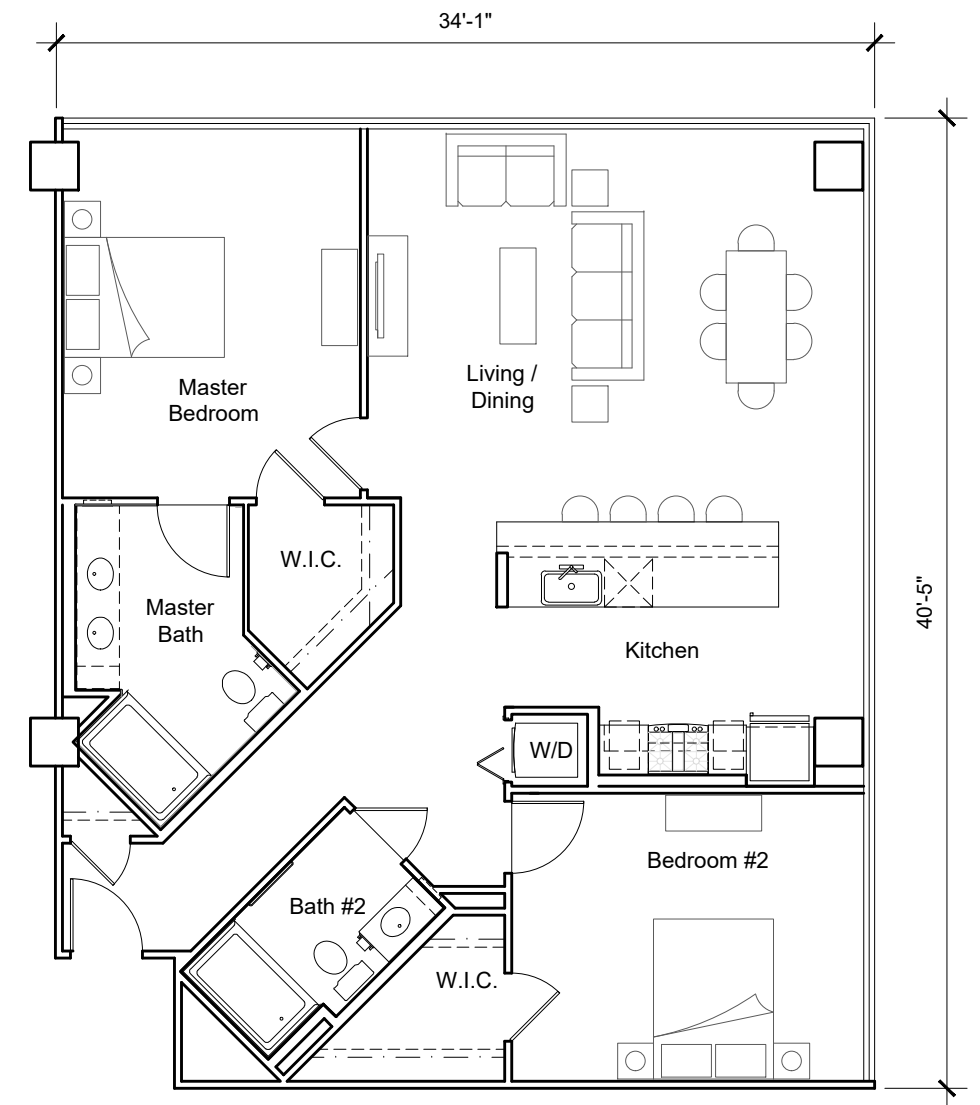 34'-1"
Master
Bedroom
Living /
Dining
W.I.C.
40'-5"
Master
Bath
Kitchen
W/D
Bedroom #2
Bath #2
W.I.C.